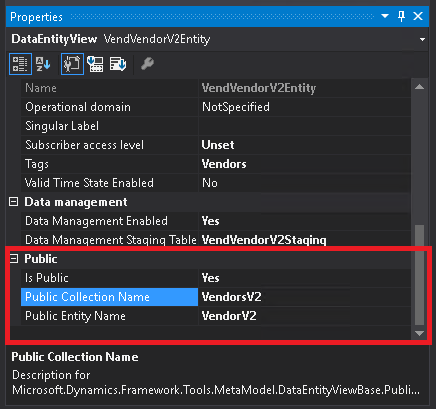 Properties
DataEntityView VendVendorV2Entity
Name VendVendorV2Entity
Operational domain NotSpecified
Singular Label
Subscriber access level Unset
Tags Vendors
Valid Time State Enabled No
Data management
Data Management Enabled Yes
Data Management Staging Table VendVendorV2Staging
Public
Is Public Yes
Public Collection Name VendorsV2
Public Entity Name VendorV2
Public Collection Name
Description for
Microsoft.Dynamics.Framework.Tools.MetaModel.DataEntityViewBase.Publi...